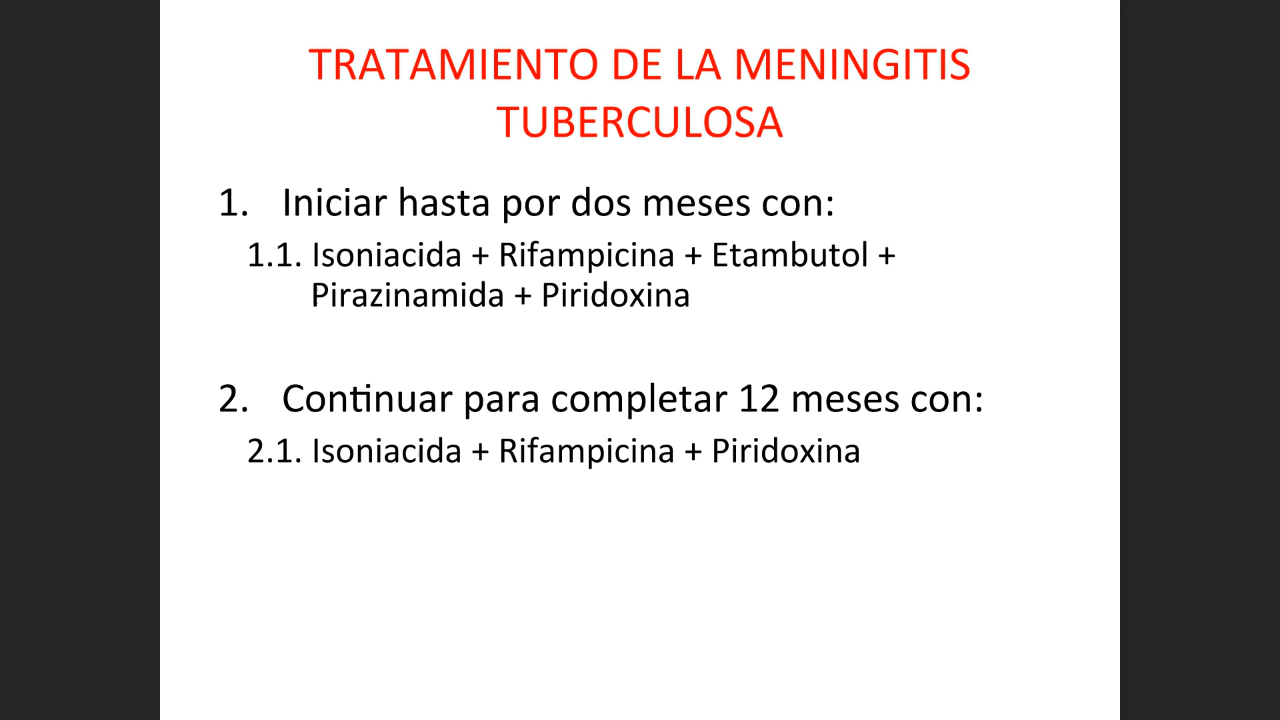 TRATAMIENTO DE LA MENINGITIS
TUBERCULOSA
1. Iniciar hasta por dos meses con:
1.1. Isoniacida + Rifampicina + Etambutol +
Pirazinamida + Piridoxina
2. Continuar para completar 12 meses con:
2.1. Isoniacida + Rifampicina + Piridoxina